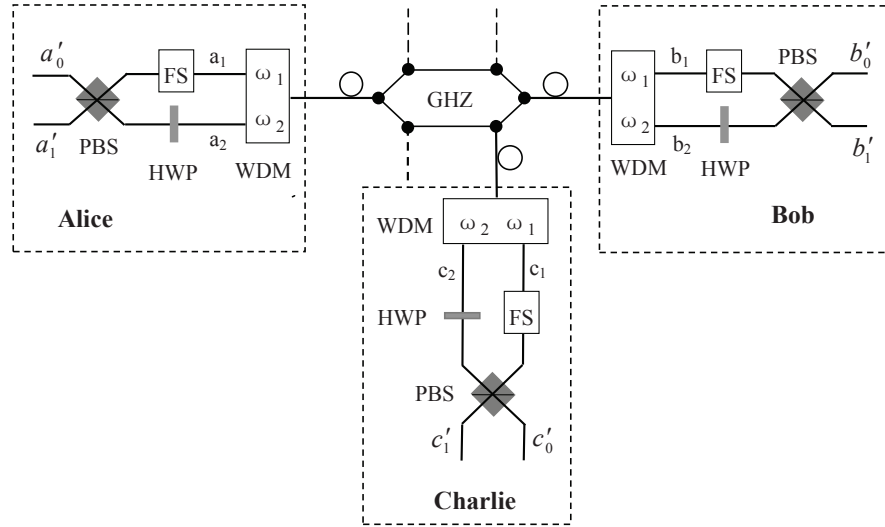 a′₀
FS
a₁
ω₁
a′₁
PBS
HWP
a₂
ω₂
WDM
Alice
GHZ
ω₁
b₁
FS
PBS
b′₀
ω₂
b₂
HWP
b′₁
WDM
Bob
WDM
ω₂ ω₁
c₂
c₁
HWP
FS
PBS
c′₁
c′₀
Charlie